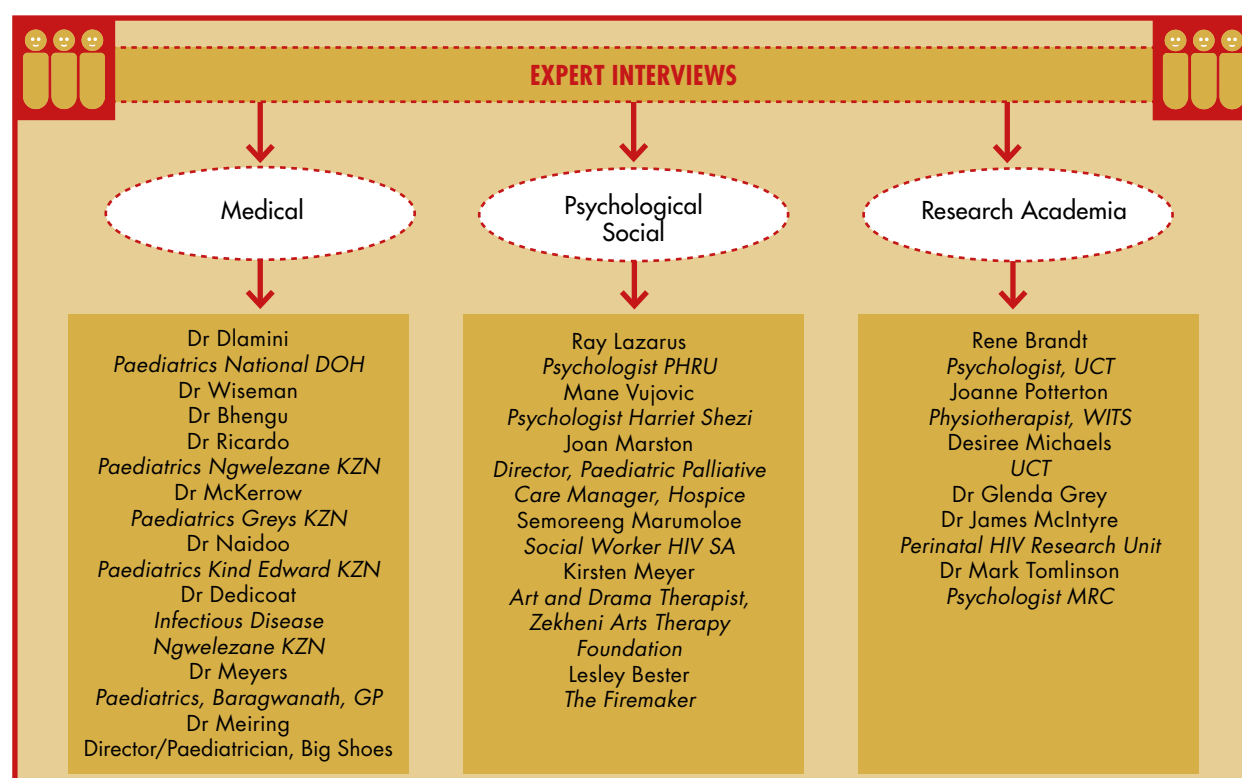 EXPERT INTERVIEWS
Medical
Dr Dlamini
Paediatrics National DOH
Dr Wiseman
Dr Bhengu
Dr Ricardo
Paediatrics Ngwelezane KZN
Dr McKerrow
Paediatrics Greys KZN
Dr Naidoo
Paediatrics Kind Edward KZN
Dr Dedicoat
Infectious Disease
Ngwelezane KZN
Dr Meyers
Paediatrics, Baragwanath, GP
Dr Meiring
Director/Paediatrician, Big Shoes
Psychological
Social
Ray Lazarus
Psychologist PHRU
Mane Vujovic
Psychologist Harriet Shezi
Joan Marston
Director, Paediatric Palliative
Care Manager, Hospice
Semoreeng Marumoloe
Social Worker HIV SA
Kirsten Meyer
Art and Drama Therapist,
Zekheni Arts Therapy
Foundation
Lesley Bester
The Firemaker
Research Academia
Rene Brandt
Psychologist, UCT
Joanne Potterton
Physiotherapist, WITS
Desiree Michaels
UCT
Dr Glenda Grey
Dr James McIntyre
Perinatal HIV Research Unit
Dr Mark Tomlinson
Psychologist MRC